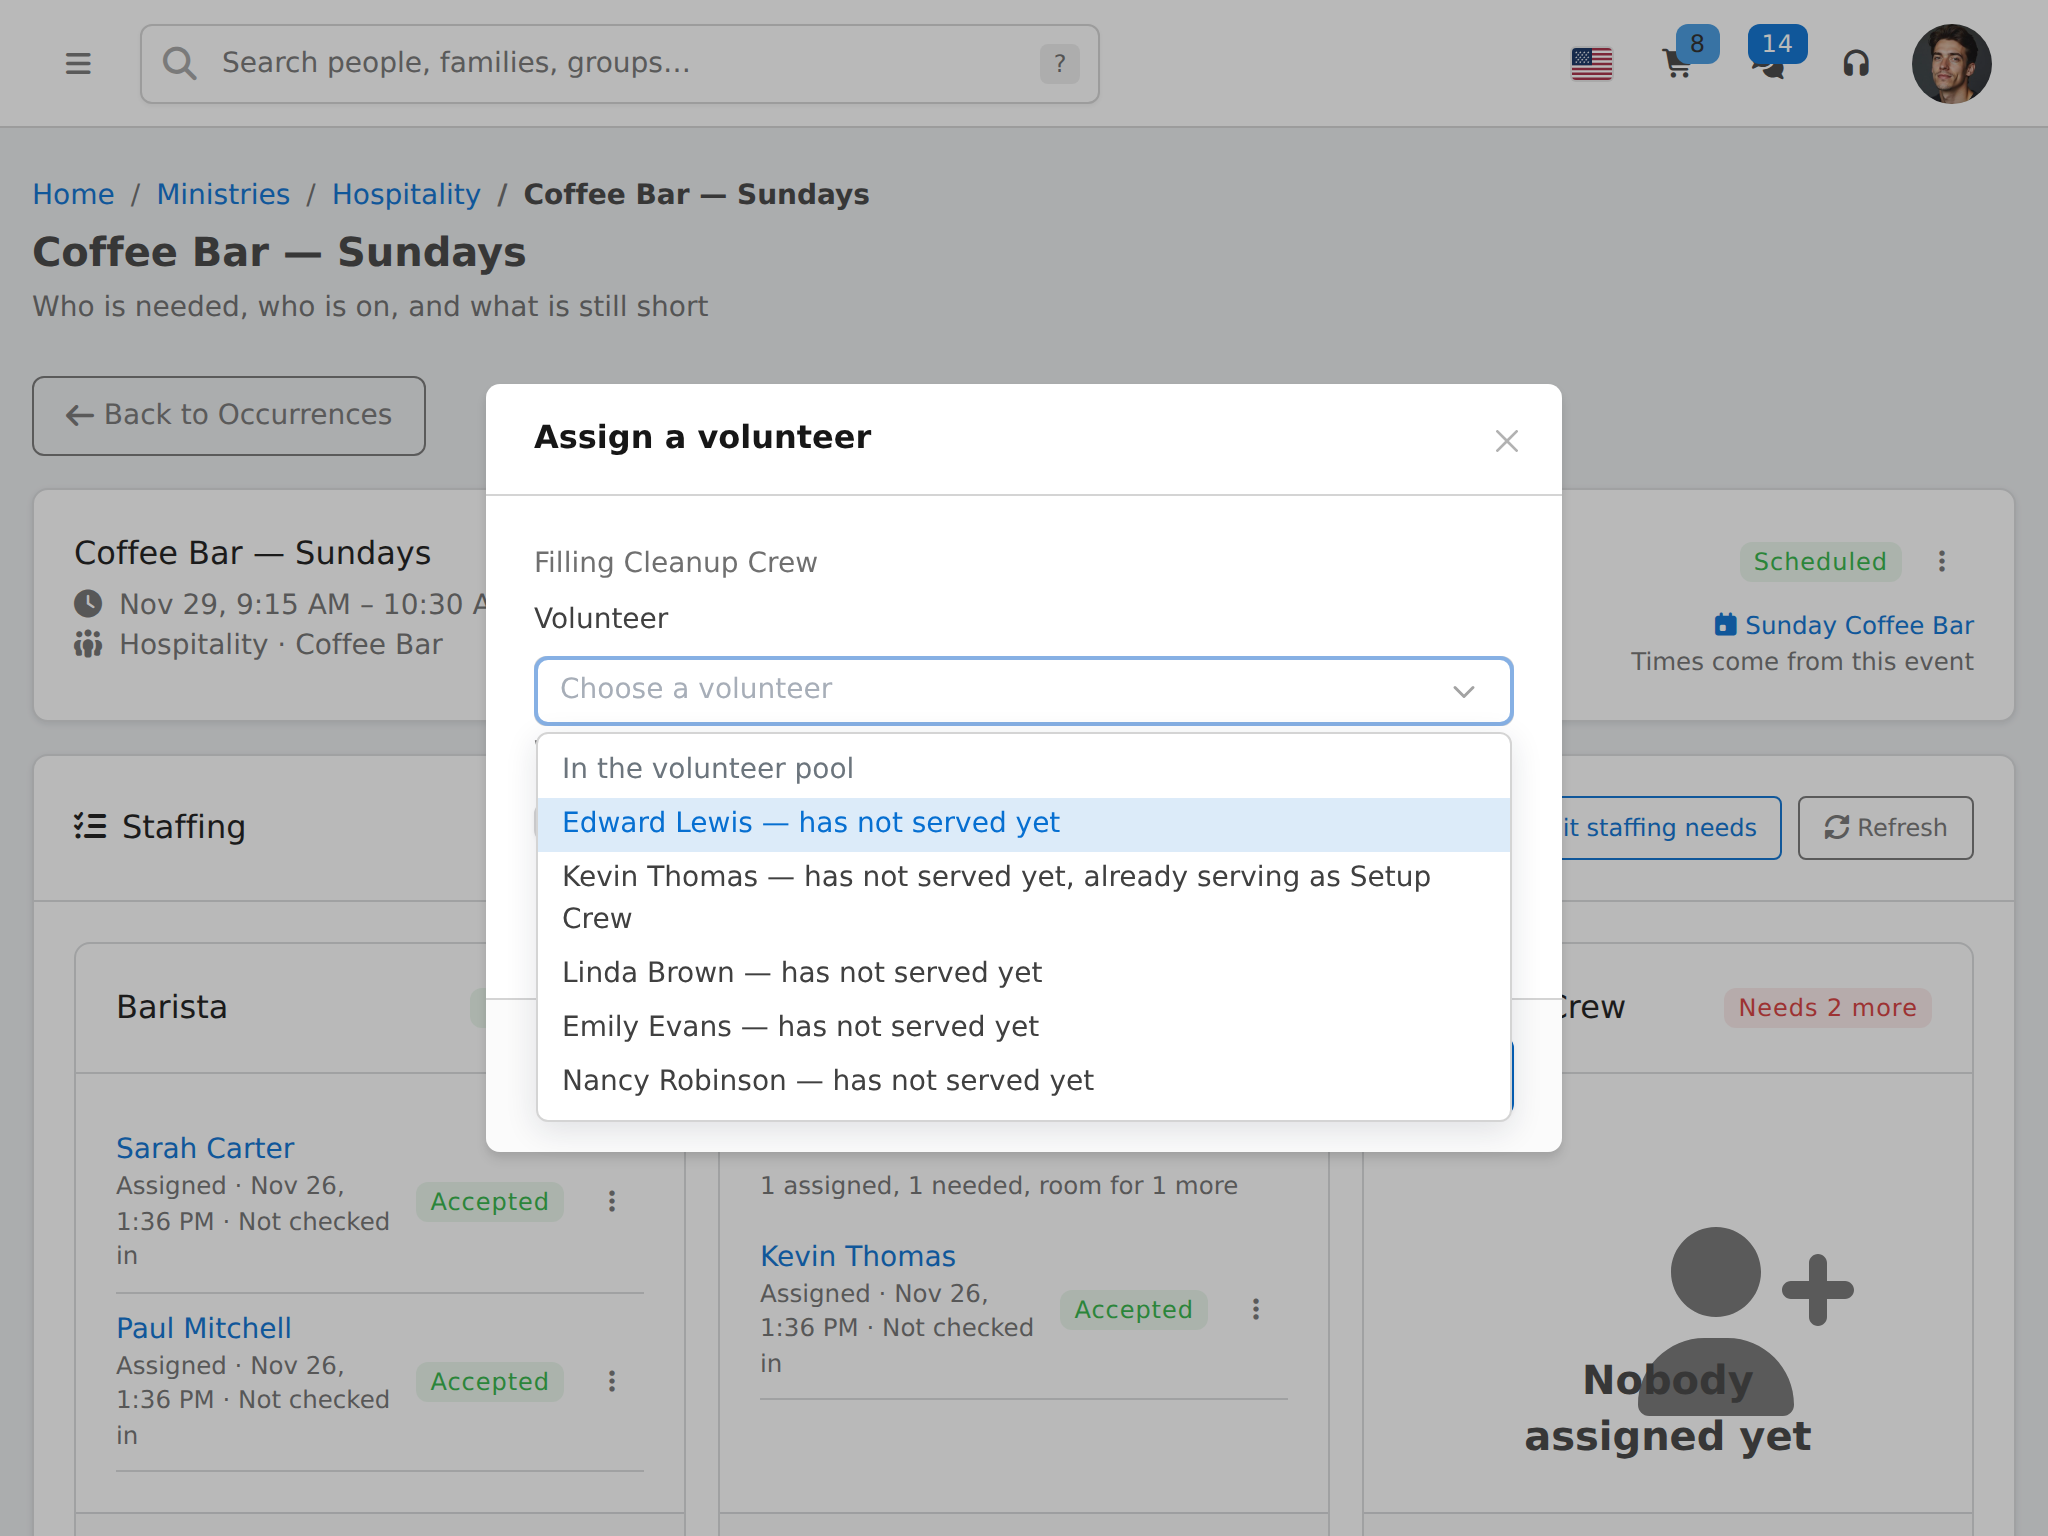 Search people, families, groups...
?
8
14
Home / Ministries / Hospitality / Coffee Bar — Sundays
Coffee Bar — Sundays
Who is needed, who is on, and what is still short
Back to Occurrences
Assign a volunteer
Filling Cleanup Crew
Volunteer
Choose a volunteer
In the volunteer pool
Edward Lewis — has not served yet
Kevin Thomas — has not served yet, already serving as Setup
Crew
Linda Brown — has not served yet
Emily Evans — has not served yet
Nancy Robinson — has not served yet
Coffee Bar — Sundays
Nov 29, 9:15 AM – 10:30
Hospitality · Coffee Bar
Scheduled
Sunday Coffee Bar
Times come from this event
Staffing
staffing needs
Refresh
Barista
Sarah Carter
Assigned · Nov 26,
1:36 PM · Not checked
in
Accepted
Paul Mitchell
Assigned · Nov 26,
1:36 PM · Not checked
in
Accepted
1 assigned, 1 needed, room for 1 more
Kevin Thomas
Assigned · Nov 26,
1:36 PM · Not checked
in
Accepted
Crew
Needs 2 more
Nobody
assigned yet